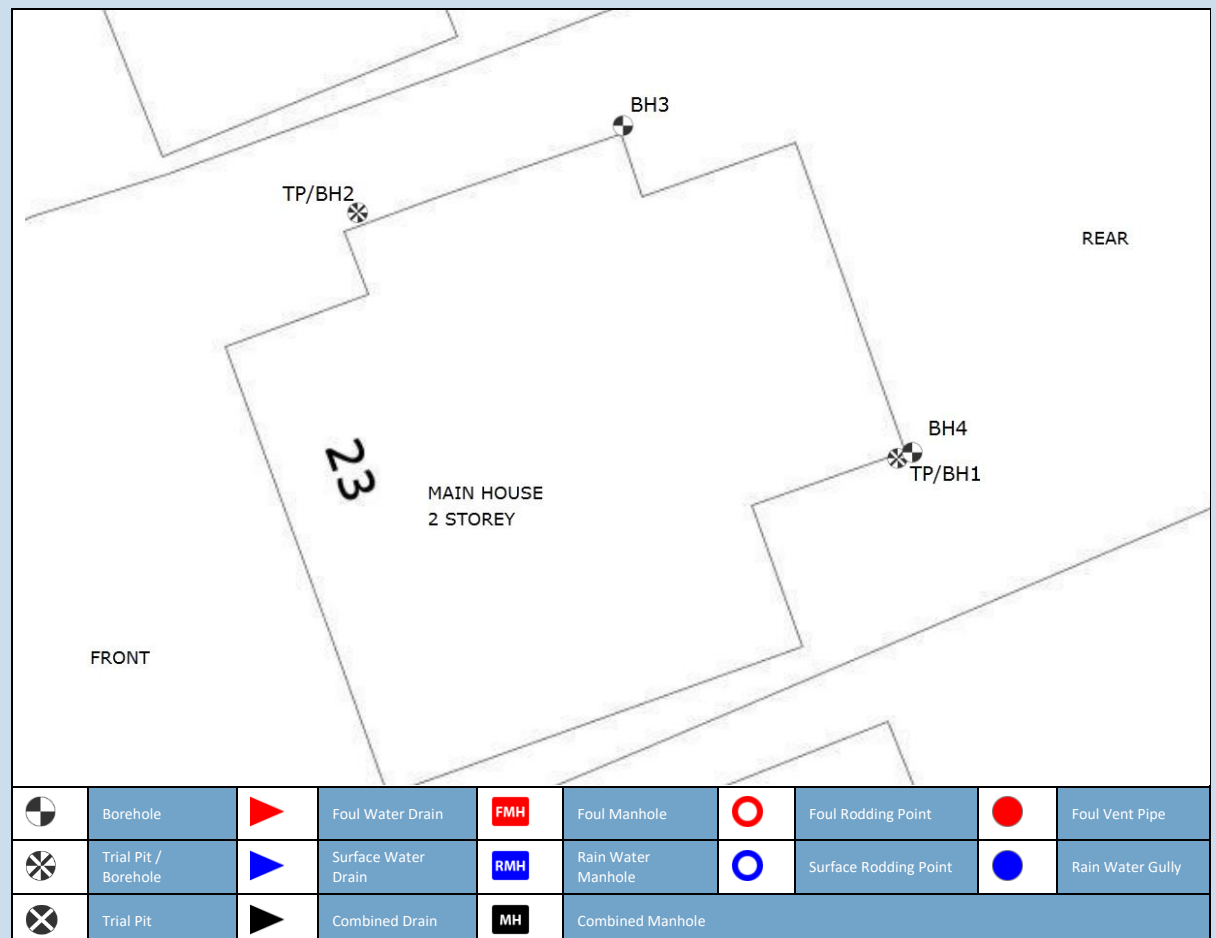 BH3
TP/BH2
REAR
BH4
TP/BH1
23
MAIN HOUSE
2 STOREY
FRONT
Borehole
Foul Water Drain
FMH
Foul Manhole
Foul Rodding Point
Foul Vent Pipe
Trial Pit /
Borehole
Surface Water
Drain
RMH
Rain Water
Manhole
Surface Rodding Point
Rain Water Gully
Trial Pit
Combined Drain
MH
Combined Manhole